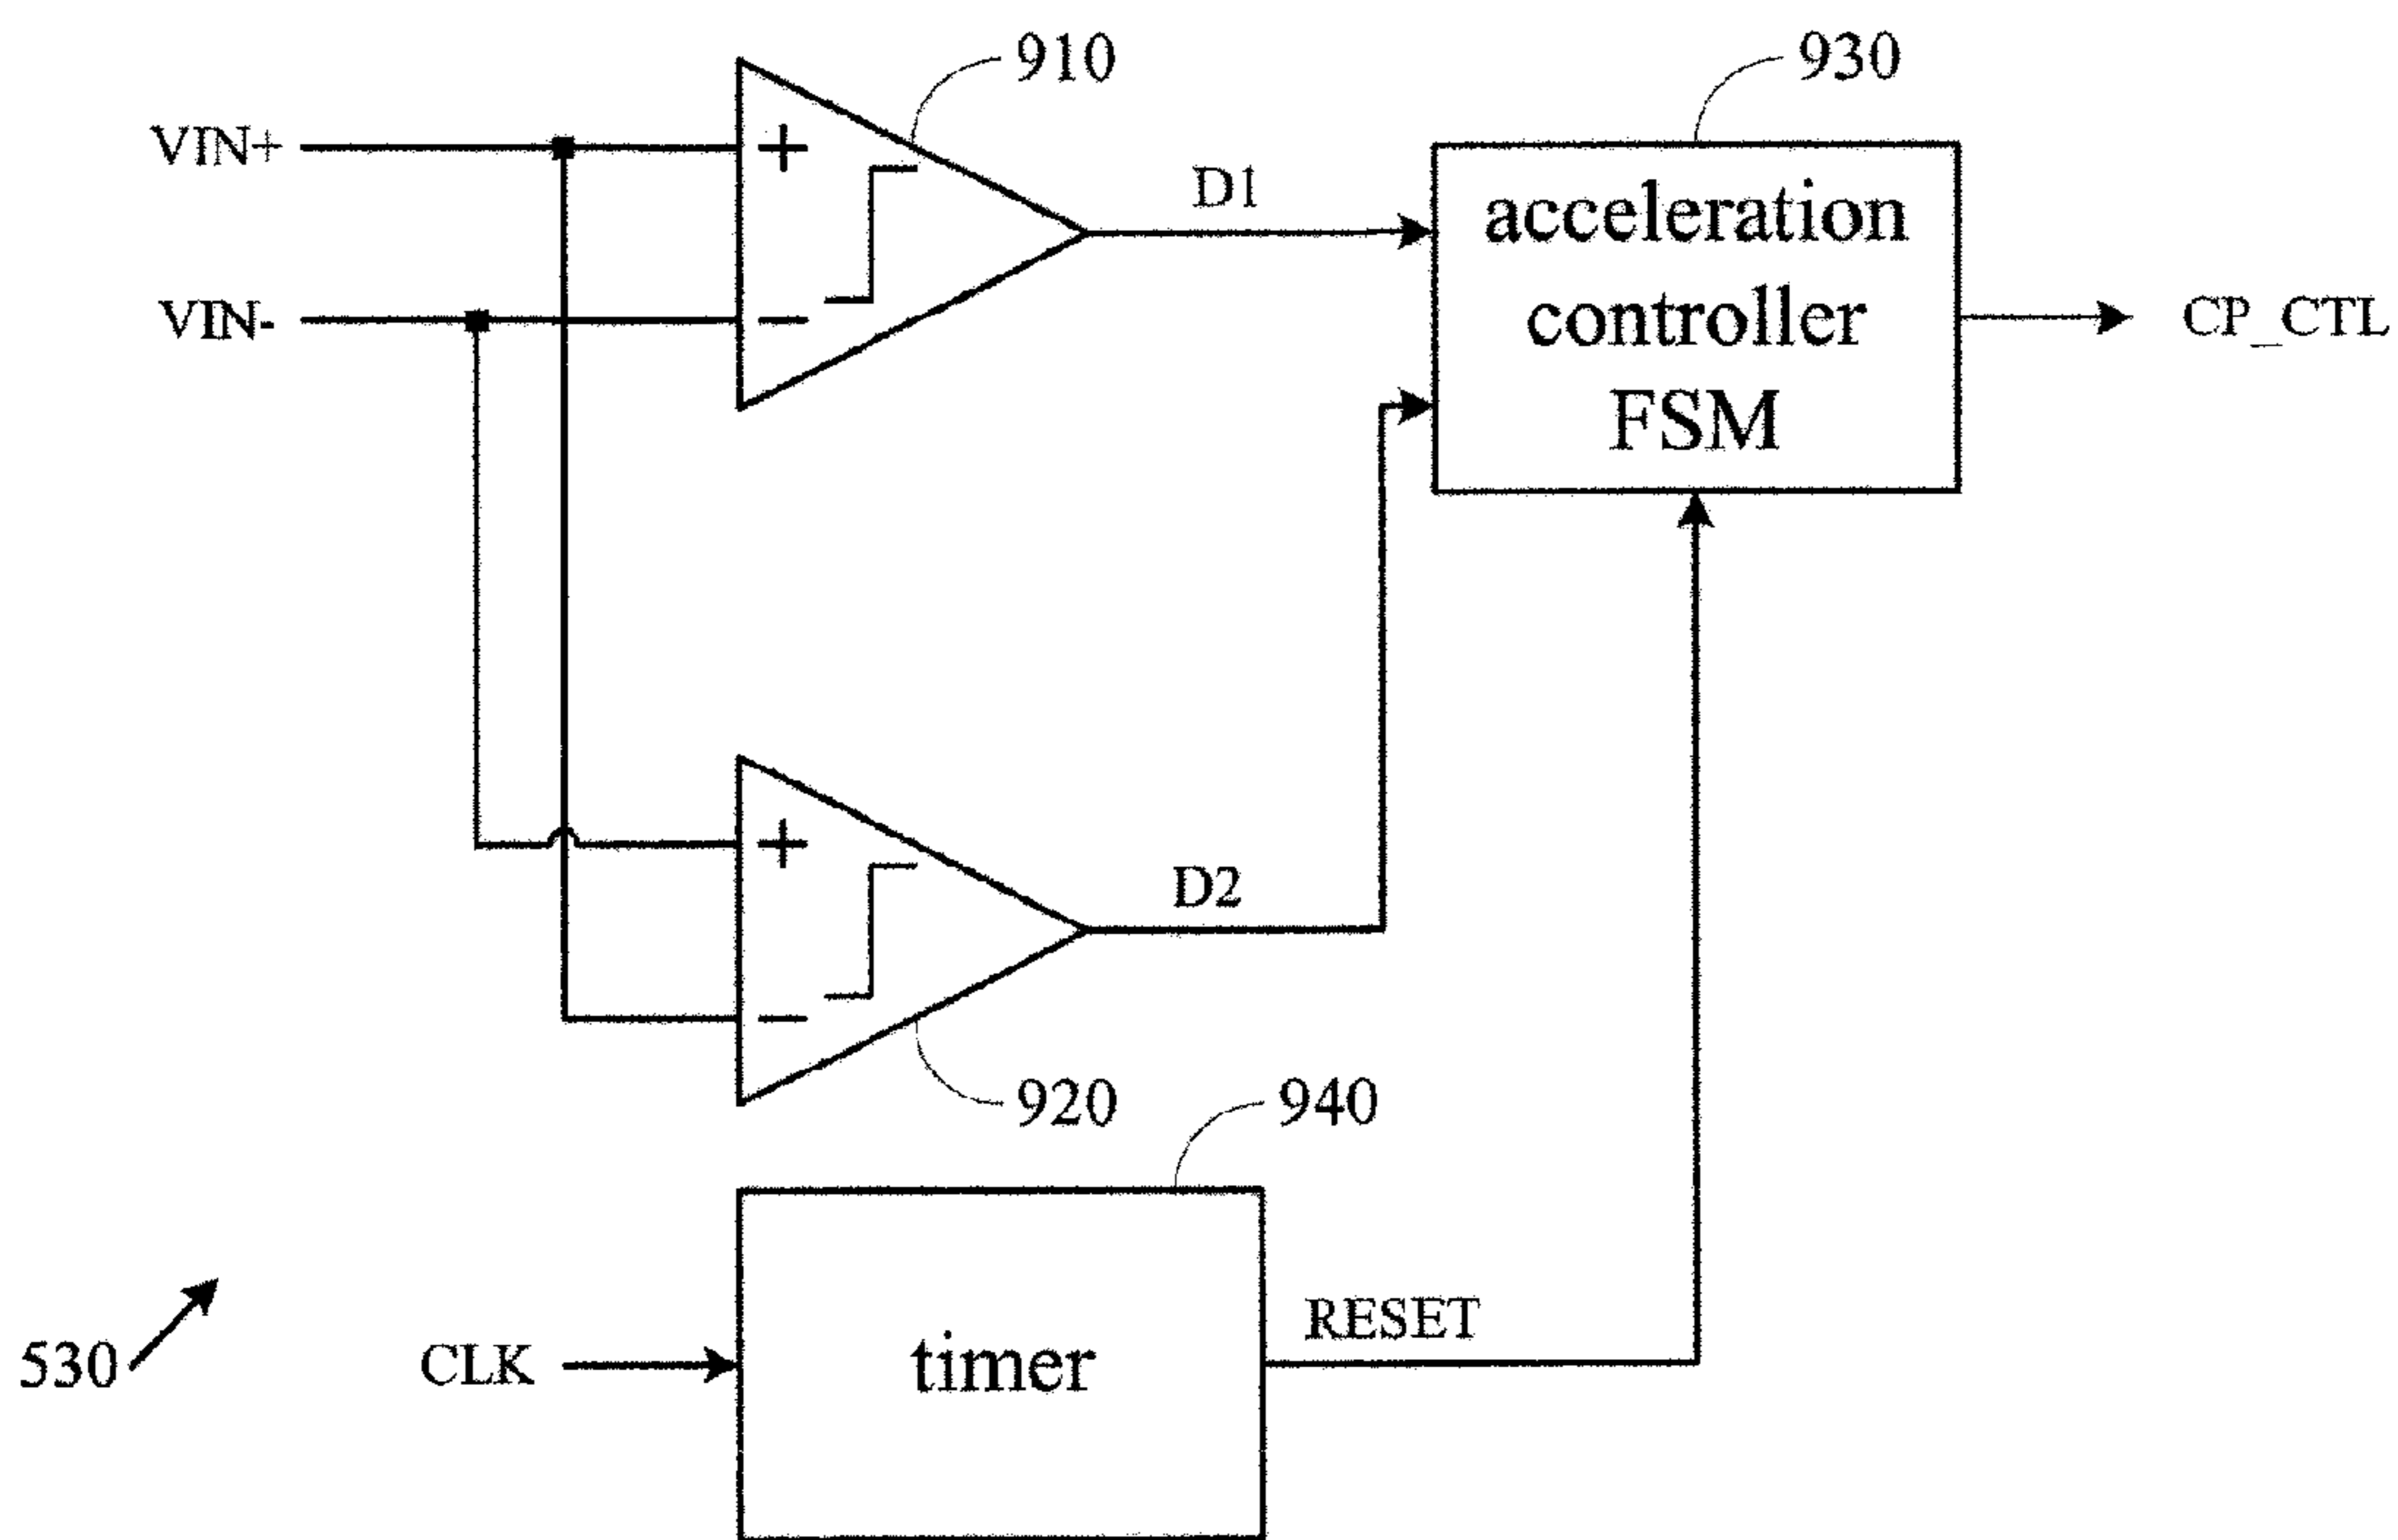 910
930
VIN+
+
D1
VIN-
−
acceleration
controller
FSM
CP_CTL
+
D2
−
920
940
530
CLK
timer
RESET